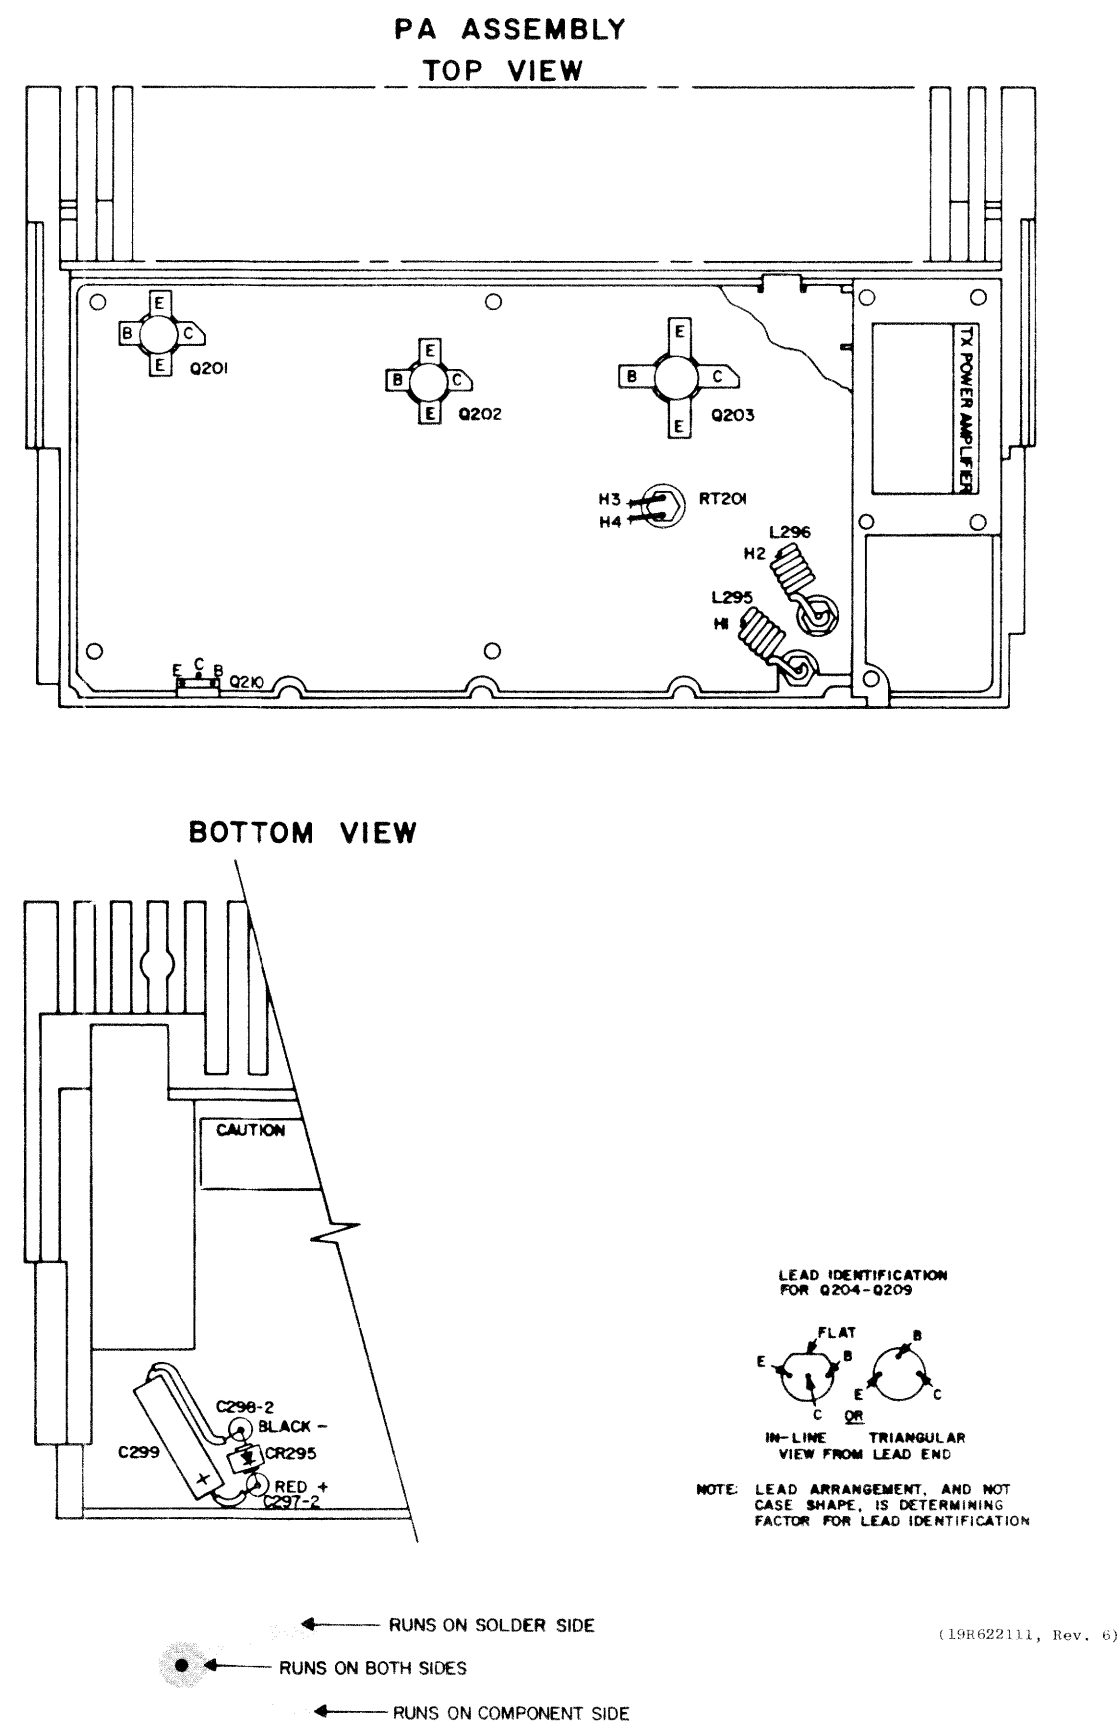 PA ASSEMBLY
TOP VIEW
E
B C
E
Q201
E
B C
E
Q202
E
B C
E
Q203
TX POWER AMPLIFIER
H3
H4
RT201
L296
H2
L295
H1
E C B
Q210
BOTTOM VIEW
CAUTION
C298-2
BLACK -
C299
CR295
+
RED +
C297-2
LEAD IDENTIFICATION
FOR Q204-Q209
FLAT
E B
C
B
E C
OR
IN-LINE TRIANGULAR
VIEW FROM LEAD END
NOTE: LEAD ARRANGEMENT, AND NOT
CASE SHAPE, IS DETERMINING
FACTOR FOR LEAD IDENTIFICATION
RUNS ON SOLDER SIDE
RUNS ON BOTH SIDES
RUNS ON COMPONENT SIDE
(19R622111, Rev. 6)